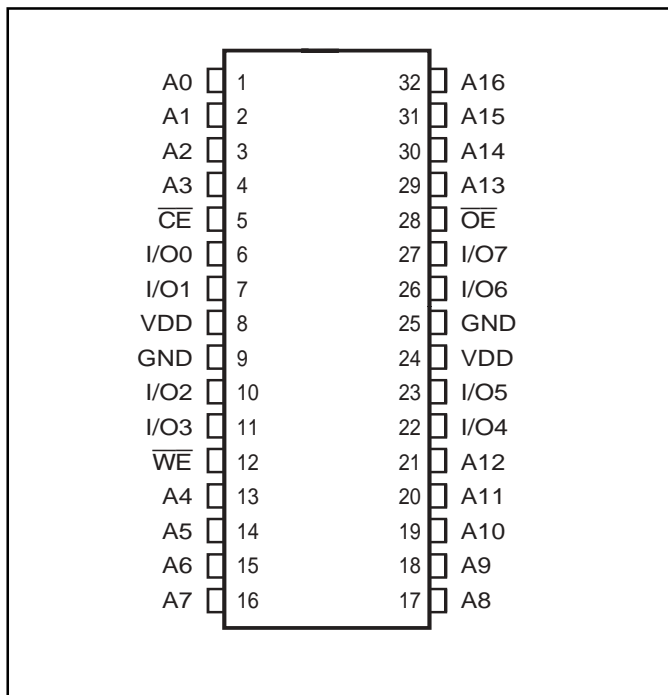 A0 1 32 A16
A1 2 31 A15
A2 3 30 A14
A3 4 29 A13
C̅E̅ 5 28 O̅E̅
I/O0 6 27 I/O7
I/O1 7 26 I/O6
VDD 8 25 GND
GND 9 24 VDD
I/O2 10 23 I/O5
I/O3 11 22 I/O4
W̅E̅ 12 21 A12
A4 13 20 A11
A5 14 19 A10
A6 15 18 A9
A7 16 17 A8